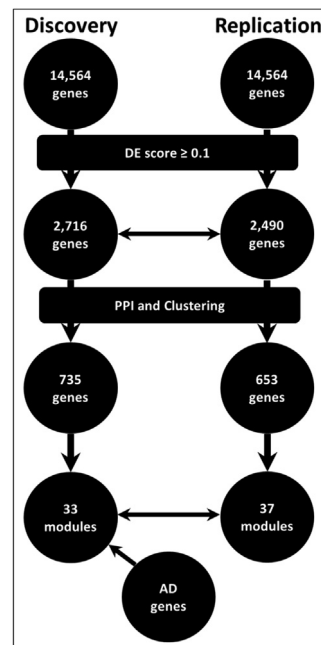 Discovery Replication
14,564 14,564
genes genes
DE score ≥ 0.1
2,716 2,490
genes genes
PPI and Clustering
735 653
genes genes
33 37
modules modules
AD
genes